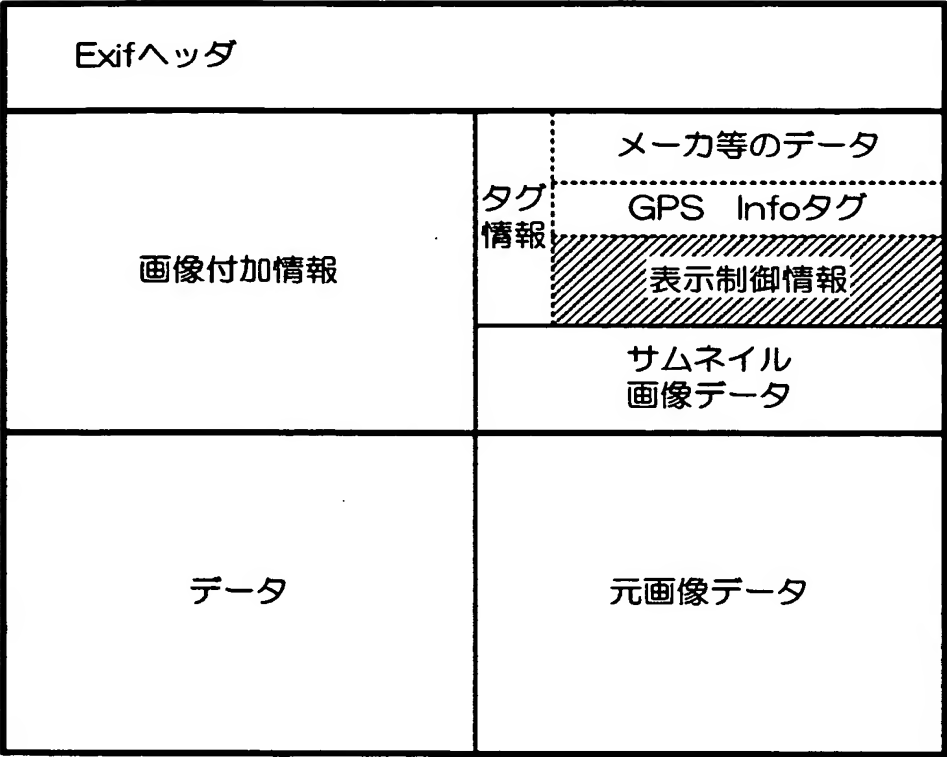 Exifヘッダ
画像付加情報
タグ
情報
メーカ等のデータ
GPS Infoタグ
表示制御情報
サムネイル
画像データ
データ
元画像データ